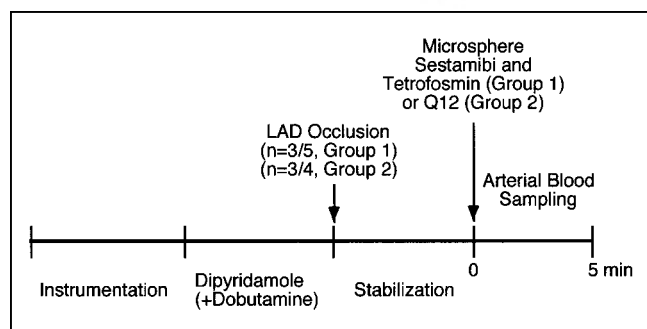 Microsphere
Sestamibi and
Tetrofosmin (Group 1)
or Q12 (Group 2)
LAD Occlusion
(n=3/5, Group 1)
(n=3/4, Group 2)
Arterial Blood
Sampling
0
5 min
Instrumentation
Dipyridamole
(+Dobutamine)
Stabilization